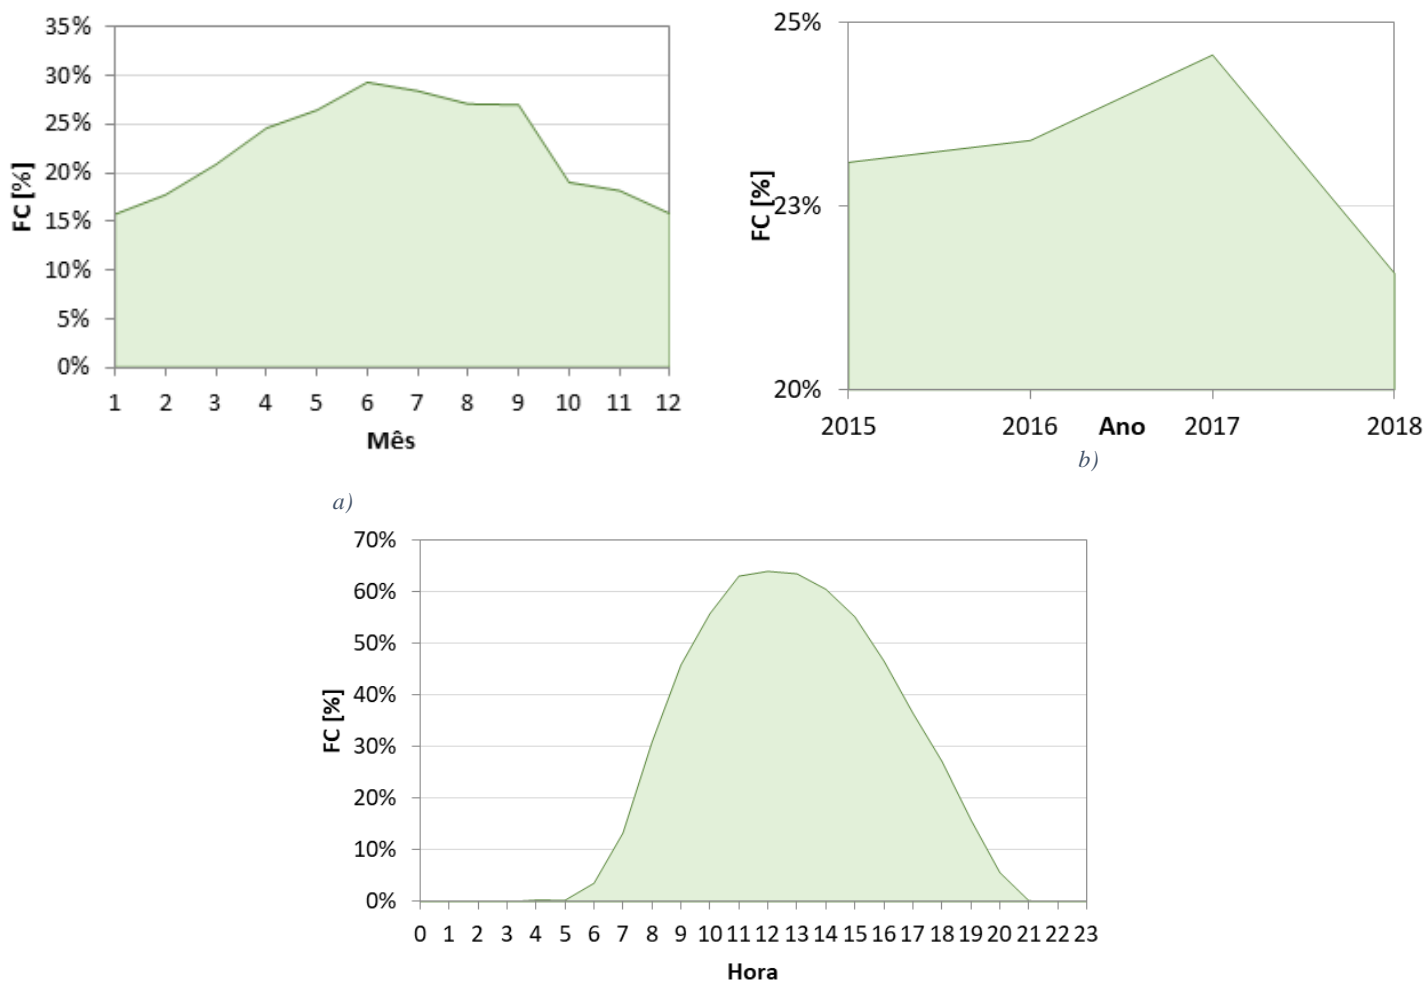 35%
30%
25%
20%
15%
10%
5%
0%
FC [%]
1 2 3 4 5 6 7 8 9 10 11 12
Mês
a)
25%
23%
20%
FC [%]
2015 2016 Ano 2017 2018
b)
70%
60%
50%
40%
30%
20%
10%
0%
FC [%]
0 1 2 3 4 5 6 7 8 9 10 11 12 13 14 15 16 17 18 19 20 21 22 23
Hora